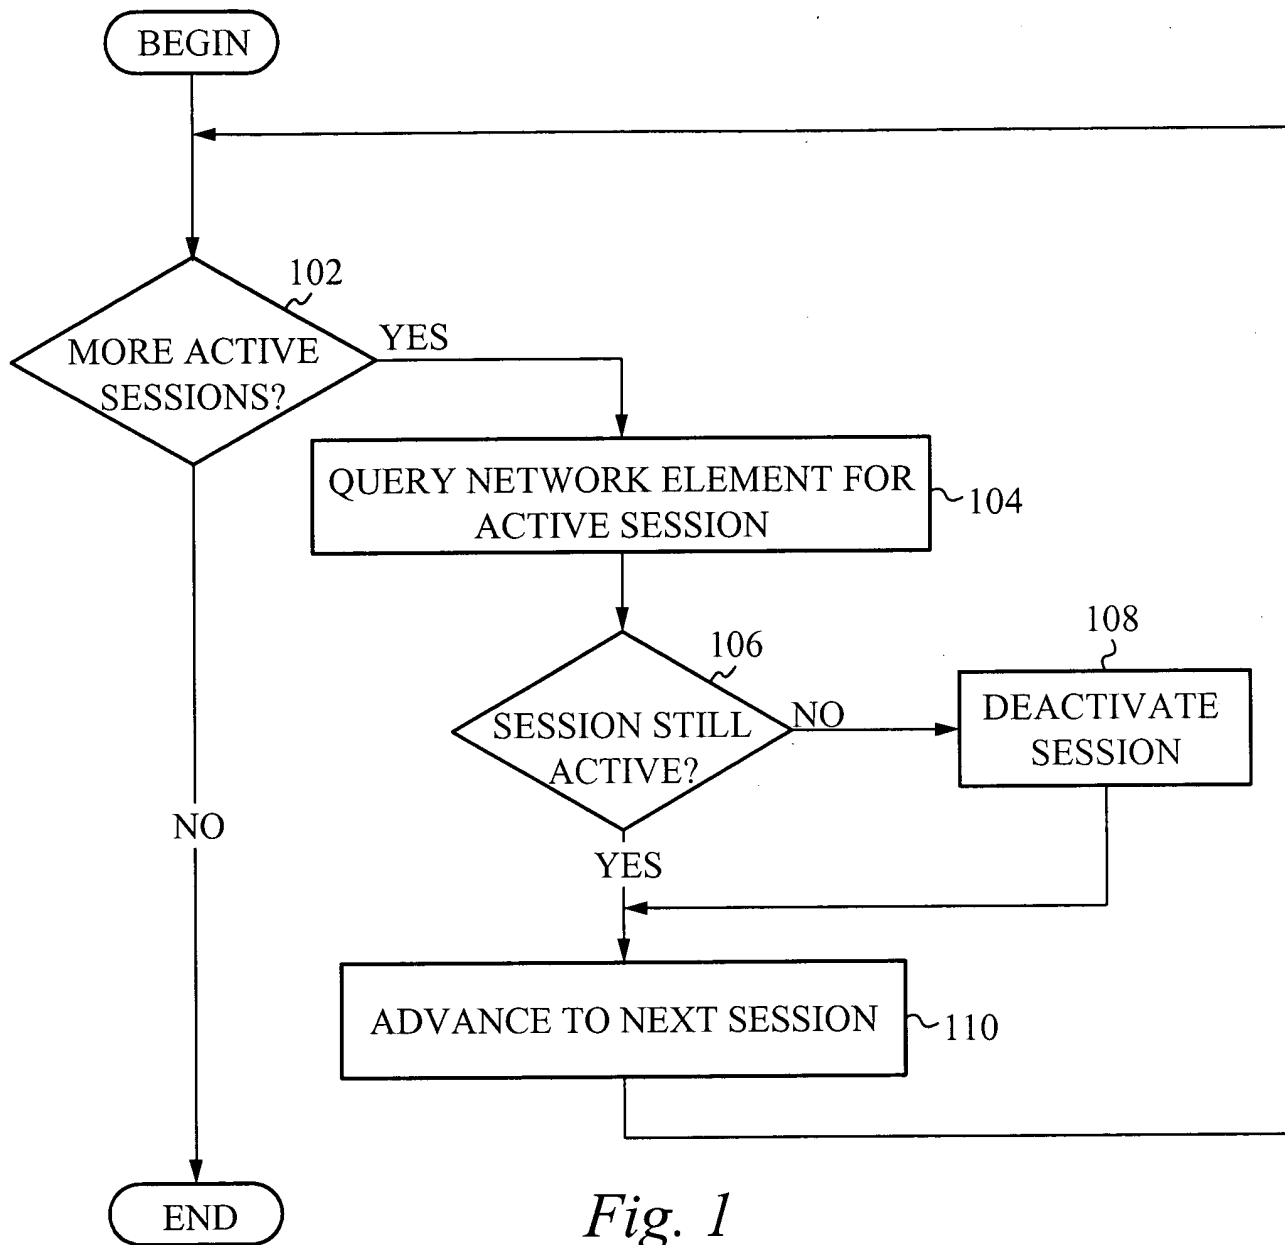 BEGIN
102
MORE ACTIVE
SESSIONS?
YES
QUERY NETWORK ELEMENT FOR
ACTIVE SESSION
104
106
SESSION STILL
ACTIVE?
NO
108
DEACTIVATE
SESSION
NO
YES
ADVANCE TO NEXT SESSION
110
END
Fig. 1